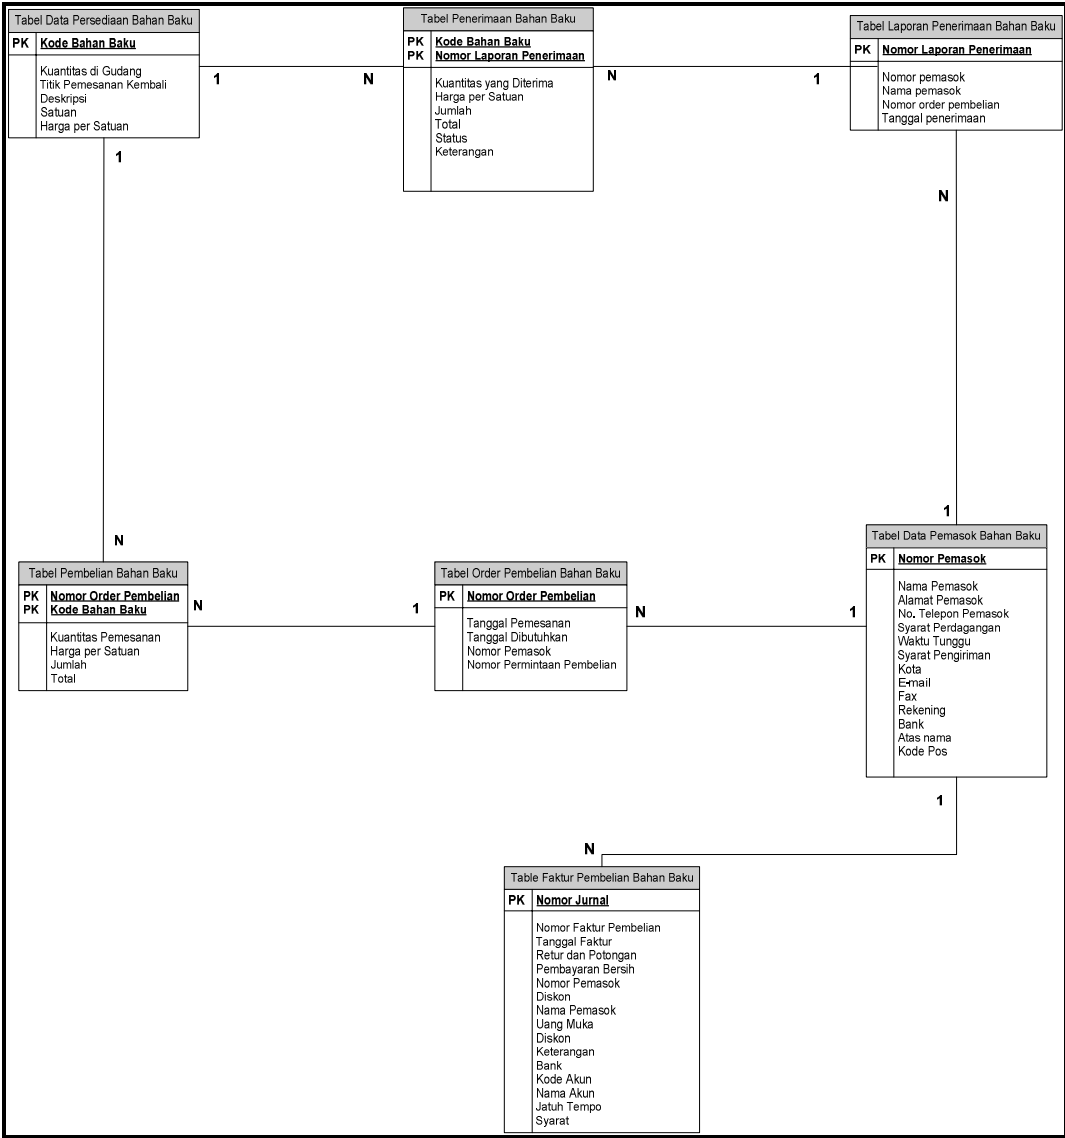 Tabel Data Persediaan Bahan Baku
PK Kode Bahan Baku
Kuantitas di Gudang
Titik Pemesanan Kembali
Deskripsi
Satuan
Harga per Satuan
1
N
Tabel Penerimaan Bahan Baku
PK Kode Bahan Baku
PK Nomor Laporan Penerimaan
Kuantitas yang Diterima
Harga per Satuan
Jumlah
Total
Status
Keterangan
N
1
Tabel Laporan Penerimaan Bahan Baku
PK Nomor Laporan Penerimaan
Nomor pemasok
Nama pemasok
Nomor order pembelian
Tanggal penerimaan
1
N
N
1
Tabel Pembelian Bahan Baku
PK Nomor Order Pembelian
PK Kode Bahan Baku
Kuantitas Pemesanan
Harga per Satuan
Jumlah
Total
N
1
Tabel Order Pembelian Bahan Baku
PK Nomor Order Pembelian
Tanggal Pemesanan
Tanggal Dibutuhkan
Nomor Pemasok
Nomor Permintaan Pembelian
N
1
Tabel Data Pemasok Bahan Baku
PK Nomor Pemasok
Nama Pemasok
Alamat Pemasok
No. Telepon Pemasok
Syarat Perdagangan
Waktu Tunggu
Syarat Pengiriman
Kota
E-mail
Fax
Rekening
Bank
Atas nama
Kode Pos
1
N
Table Faktur Pembelian Bahan Baku
PK Nomor Jurnal
Nomor Faktur Pembelian
Tanggal Faktur
Retur dan Potongan
Pembayaran Bersih
Nomor Pemasok
Diskon
Nama Pemasok
Uang Muka
Diskon
Keterangan
Bank
Kode Akun
Nama Akun
Jatuh Tempo
Syarat